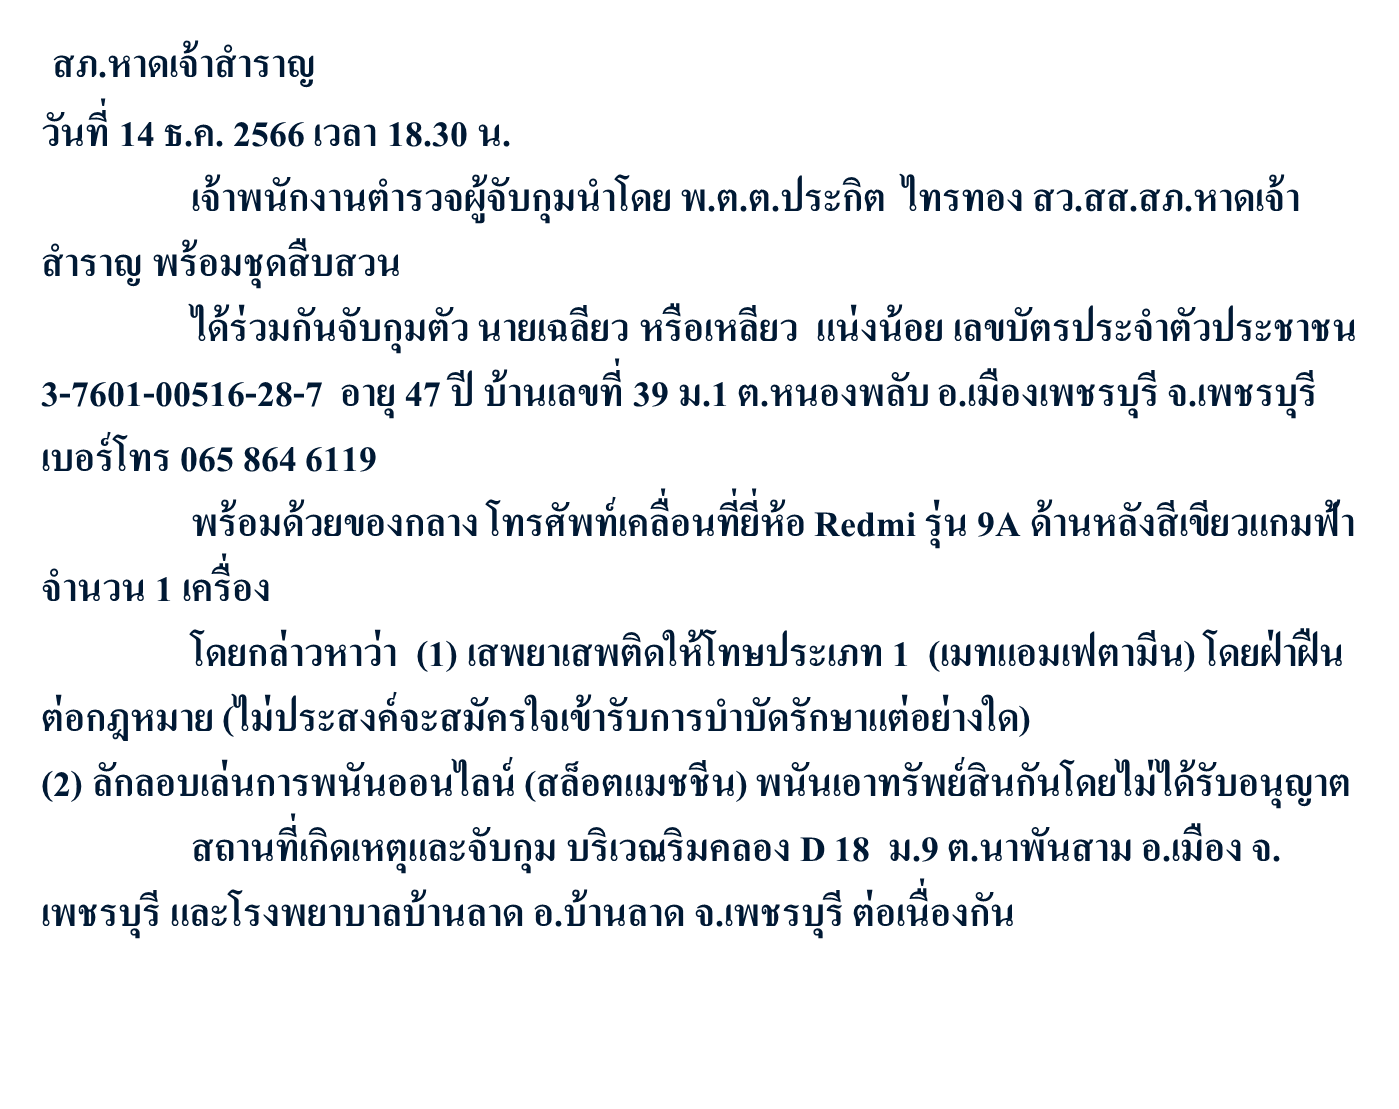 สภ.หาดเจ้าสำราญ
วันที่ 14 ธ.ค. 2566 เวลา 18.30 น.
เจ้าพนักงานตำรวจผู้จับกุมนำโดย พ.ต.ต.ประกิต ไทรทอง สว.สส.สภ.หาดเจ้า
สำราญ พร้อมชุดสืบสวน
ได้ร่วมกันจับกุมตัว นายเฉลียว หรือเหลียว แน่งน้อย เลขบัตรประจำตัวประชาชน
3-7601-00516-28-7 อายุ 47 ปี บ้านเลขที่ 39 ม.1 ต.หนองพลับ อ.เมืองเพชรบุรี จ.เพชรบุรี
เบอร์โทร 065 864 6119
พร้อมด้วยของกลาง โทรศัพท์เคลื่อนที่ยี่ห้อ Redmi รุ่น 9A ด้านหลังสีเขียวแกมฟ้า
จำนวน 1 เครื่อง
โดยกล่าวหาว่า (1) เสพยาเสพติดให้โทษประเภท 1 (เมทแอมเฟตามีน) โดยฝ่าฝืน
ต่อกฎหมาย (ไม่ประสงค์จะสมัครใจเข้ารับการบำบัดรักษาแต่อย่างใด)
(2) ลักลอบเล่นการพนันออนไลน์ (สล็อตแมชชีน) พนันเอาทรัพย์สินกันโดยไม่ได้รับอนุญาต
สถานที่เกิดเหตุและจับกุม บริเวณริมคลอง D 18 ม.9 ต.นาพันสาม อ.เมือง จ.
เพชรบุรี และโรงพยาบาลบ้านลาด อ.บ้านลาด จ.เพชรบุรี ต่อเนื่องกัน